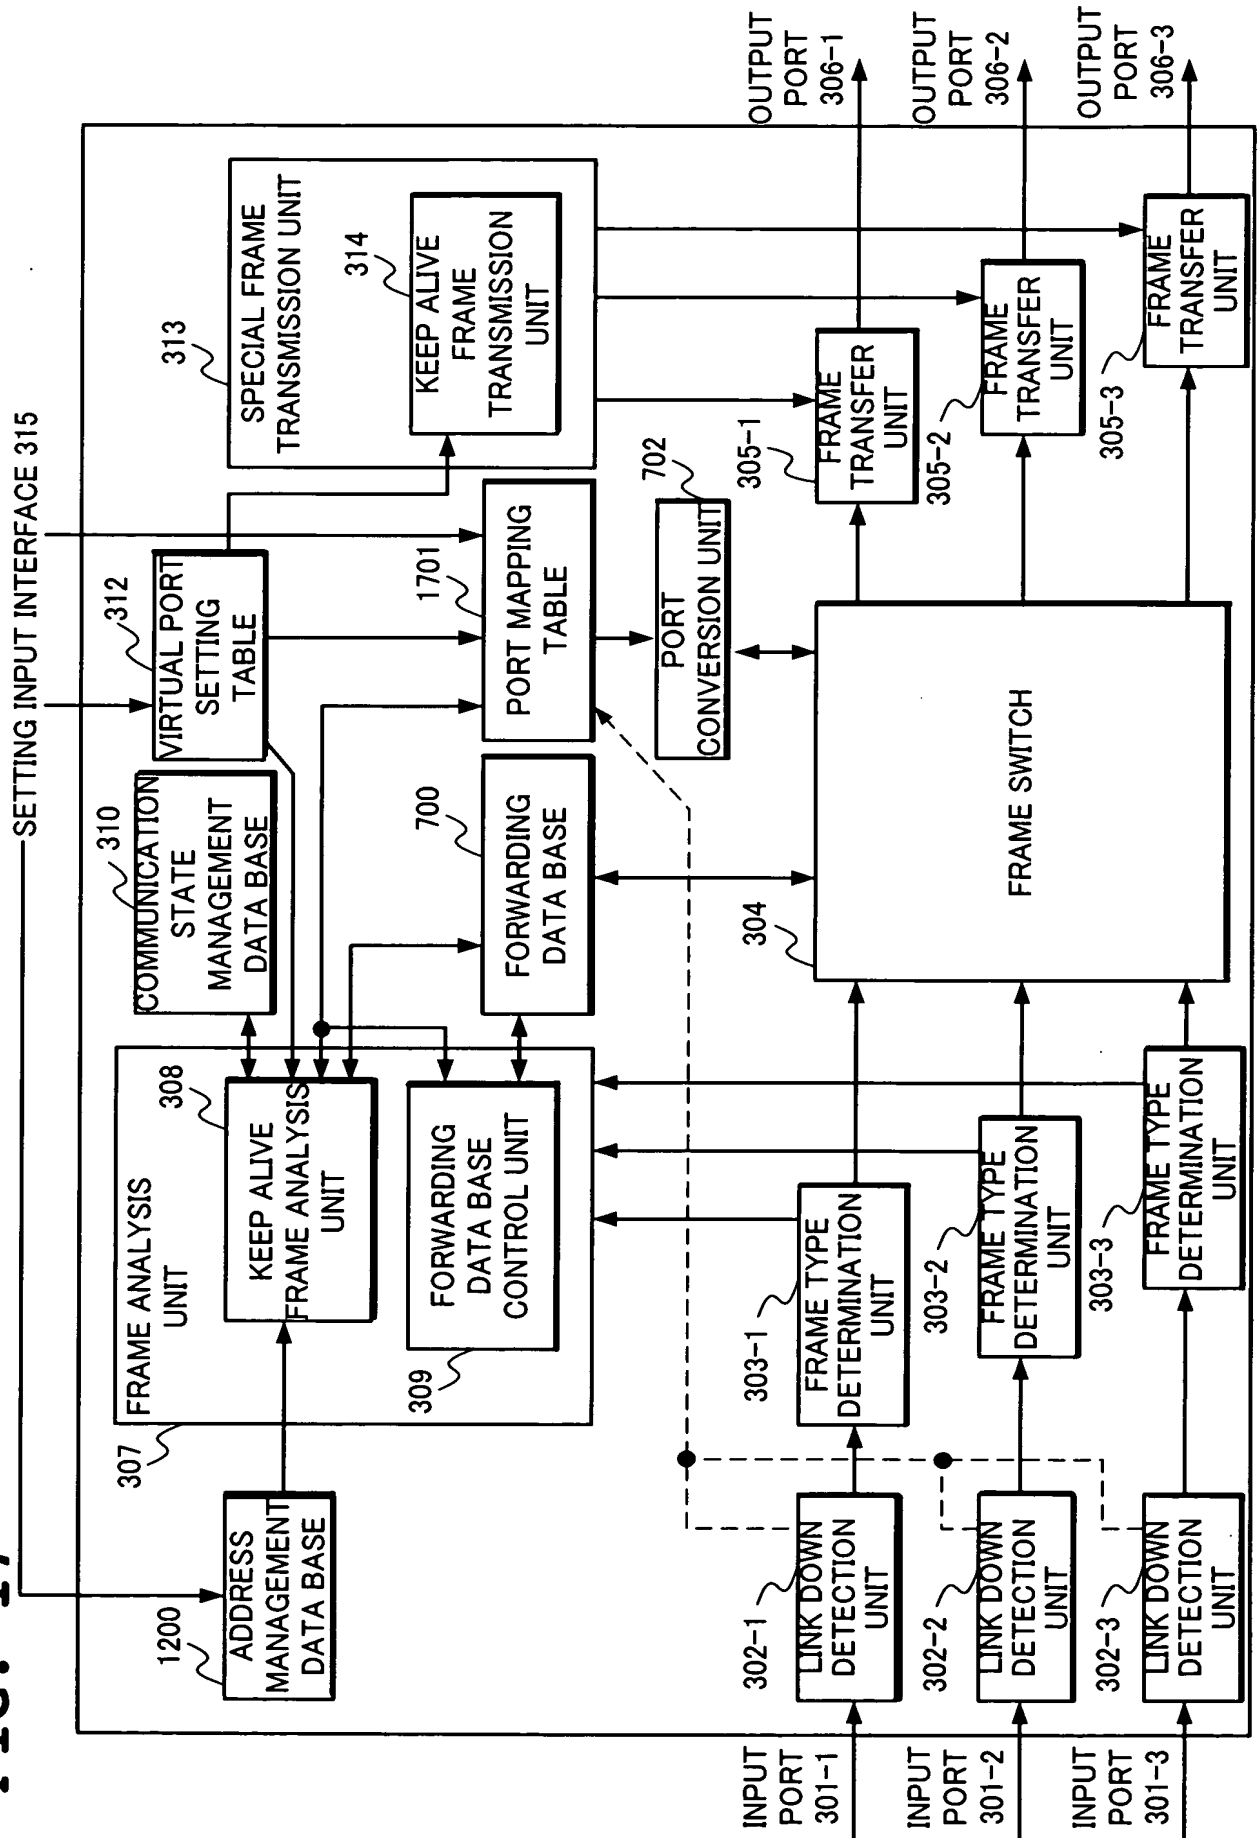 SETTING INPUT INTERFACE 315
1200
ADDRESS
MANAGEMENT
DATA BASE
307
FRAME ANALYSIS
UNIT
308
KEEP ALIVE
FRAME ANALYSIS
UNIT
309
FORWARDING
DATA BASE
CONTROL UNIT
310
COMMUNICATION
STATE
MANAGEMENT
DATA BASE
312
VIRTUAL PORT
SETTING
TABLE
313
SPECIAL FRAME
TRANSMISSION UNIT
314
KEEP ALIVE
FRAME
TRANSMISSION
UNIT
700
FORWARDING
DATA BASE
1701
PORT MAPPING
TABLE
702
PORT
CONVERSION UNIT
INPUT
PORT
301-1
302-1
LINK DOWN
DETECTION
UNIT
303-1
FRAME TYPE
DETERMINATION
UNIT
304
FRAME SWITCH
305-1
FRAME
TRANSFER
UNIT
OUTPUT
PORT
306-1
INPUT
PORT
301-2
302-2
LINK DOWN
DETECTION
UNIT
303-2
FRAME TYPE
DETERMINATION
UNIT
305-2
FRAME
TRANSFER
UNIT
OUTPUT
PORT
306-2
INPUT
PORT
301-3
302-3
LINK DOWN
DETECTION
UNIT
303-3
FRAME TYPE
DETERMINATION
UNIT
305-3
FRAME
TRANSFER
UNIT
OUTPUT
PORT
306-3